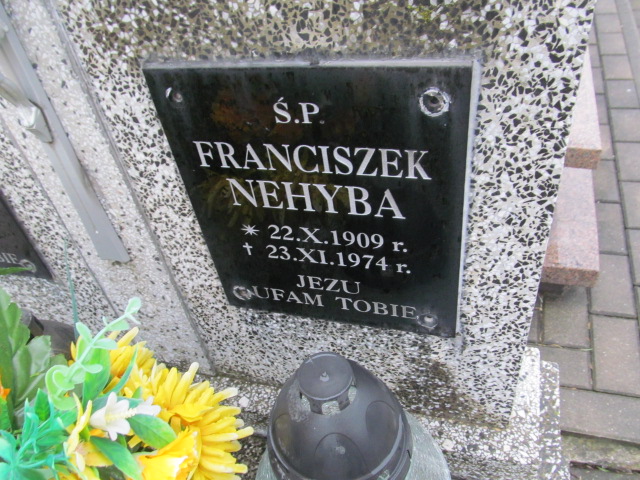 Ś.P.
FRANCISZEK
NEHYBA
* 22.X.1909 r.
† 23.XI.1974 r.
JEZU
UFAM TOBIE